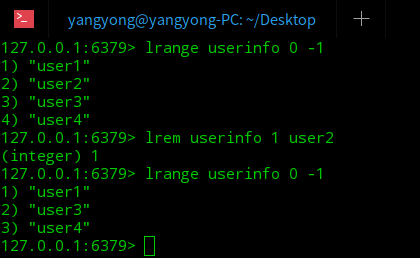 yangyong@yangyong-PC: ~/Desktop
127.0.0.1:6379> lrange userinfo 0 -1
1) "user1"
2) "user2"
3) "user3"
4) "user4"
127.0.0.1:6379> lrem userinfo 1 user2
(integer) 1
127.0.0.1:6379> lrange userinfo 0 -1
1) "user1"
2) "user3"
3) "user4"
127.0.0.1:6379>